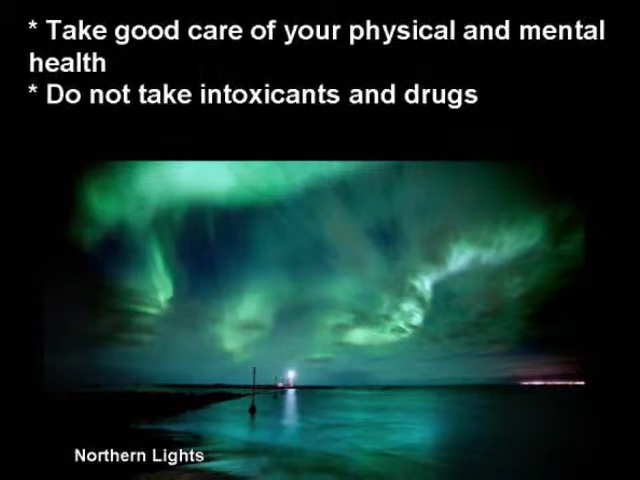 * Take good care of your physical and mental
health
* Do not take intoxicants and drugs
Northern Lights